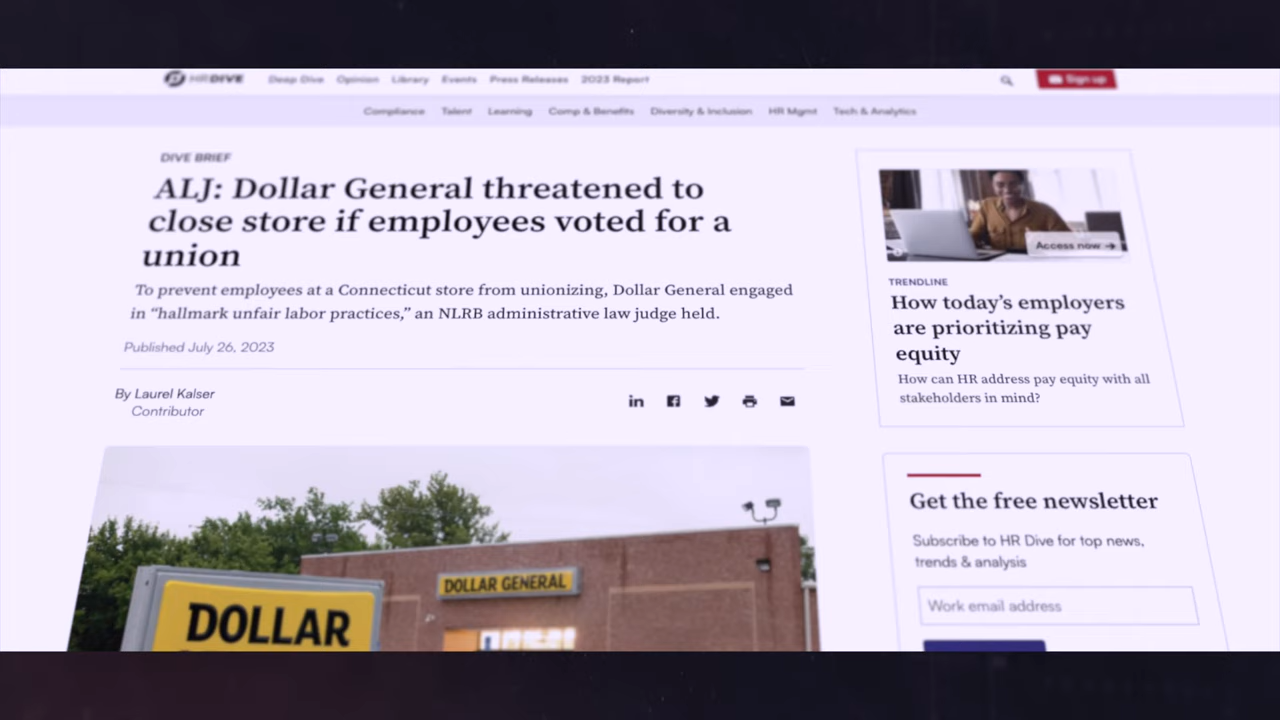 HRDIVE Deep Dive Opinion Library Events Press Releases 2023 Report Sign up
Compliance Talent Learning Comp & Benefits Diversity & Inclusion HR Mgmt Tech & Analytics
DIVE BRIEF
ALJ: Dollar General threatened to
close store if employees voted for a
union
To prevent employees at a Connecticut store from unionizing, Dollar General engaged
in “hallmark unfair labor practices,” an NLRB administrative law judge held.
Published July 26, 2023
By Laurel Kalser
Contributor
DOLLAR GENERAL
DOLLAR
Access now →
TRENDLINE
How today’s employers
are prioritizing pay
equity
How can HR address pay equity with all
stakeholders in mind?
Get the free newsletter
Subscribe to HR Dive for top news,
trends & analysis
Work email address